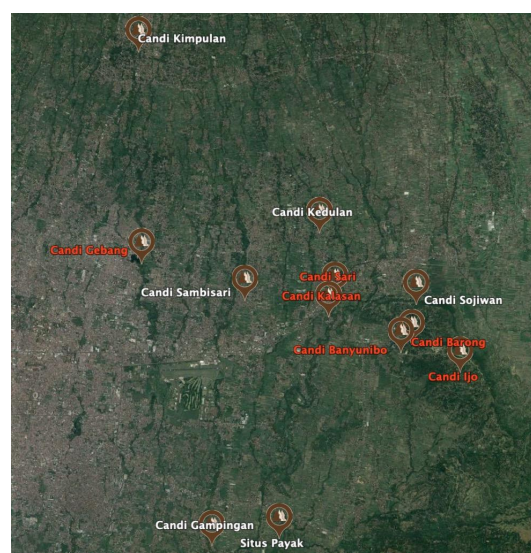 Candi Kimpulan
Candi Kedulan
Candi Gebang
Candi Sari
Candi Sambisari
Candi Kalasan
Candi Sojiwan
Candi Barong
Candi Banyunibo
Candi Ijo
Candi Gampingan
Situs Payak